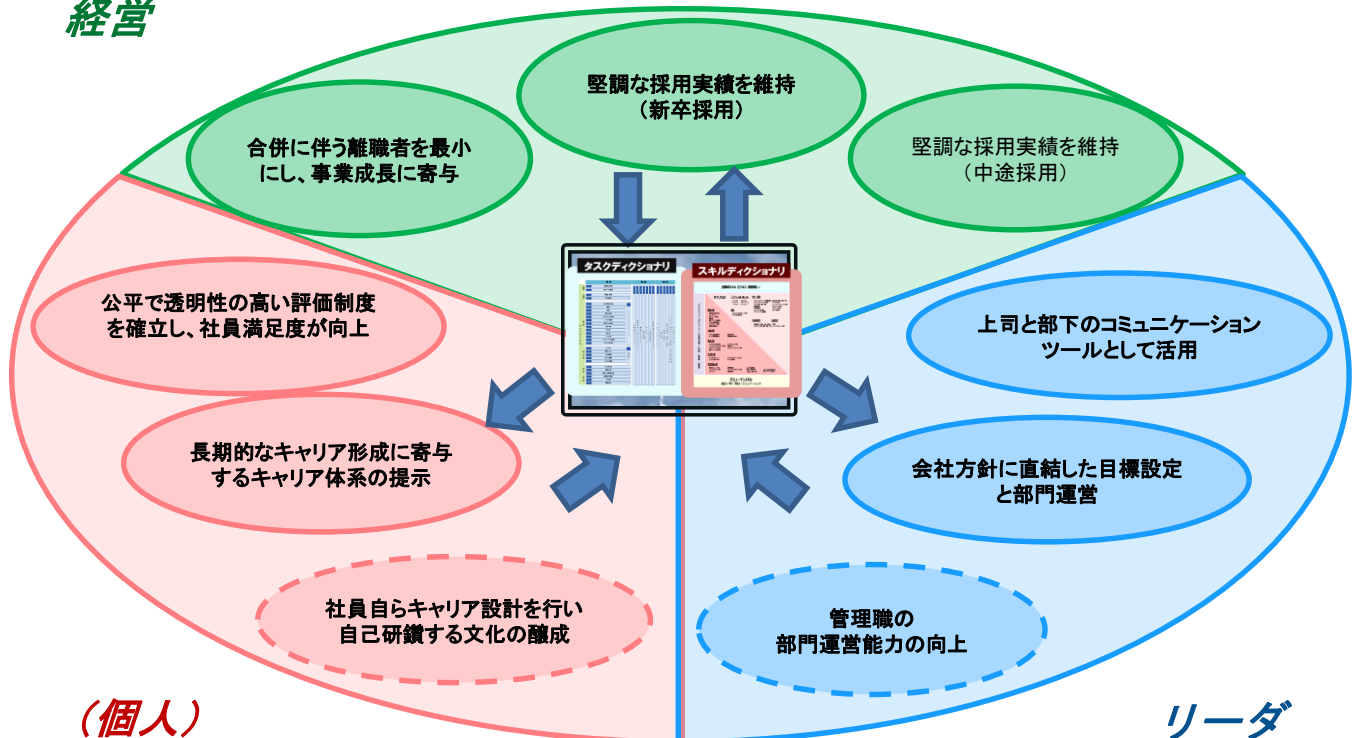 経営
堅調な採用実績を維持
（新卒採用）
合併に伴う離職者を最小
にし、事業成長に寄与
堅調な採用実績を維持
（中途採用）
タスクディクショナリ
スキルディクショナリ
公平で透明性の高い評価制度
を確立し、社員満足度が向上
上司と部下のコミュニケーション
ツールとして活用
長期的なキャリア形成に寄与
するキャリア体系の提示
会社方針に直結した目標設定
と部門運営
社員自らキャリア設計を行い
自己研鑽する文化の醸成
管理職の
部門運営能力の向上
（個人）
リーダ